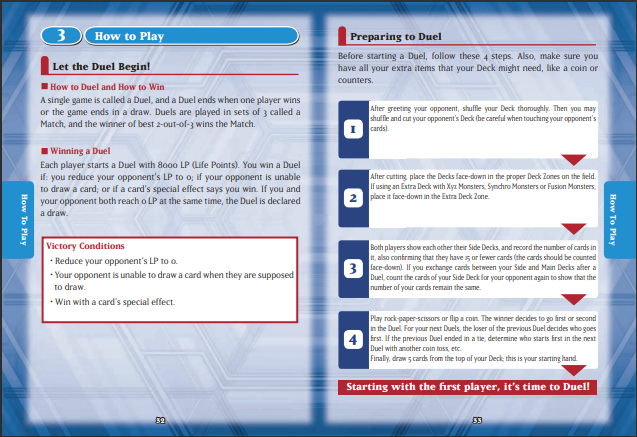 3 How to Play
Let the Duel Begin!
How to Duel and How to Win
A single game is called a Duel, and a Duel ends when one player wins
or the game ends in a draw. Duels are played in sets of 3 called a
Match, and the winner of best 2-out-of-3 wins the Match.
Winning a Duel
Each player starts a Duel with 8000 LP (Life Points). You win a Duel
if: you reduce your opponent's LP to 0; if your opponent is unable
to draw a card; or if a card's special effect says you win. If you and
your opponent both reach 0 LP at the same time, the Duel is declared
a draw.
Victory Conditions
• Reduce your opponent's LP to 0.
• Your opponent is unable to draw a card when they are supposed
to draw.
• Win with a card's special effect.
How To Play
32
Preparing to Duel
Before starting a Duel, follow these 4 steps. Also, make sure you
have all your extra items that your Deck might need, like a coin or
counters.
1
After greeting your opponent, shuffle your Deck thoroughly. Then you may
shuffle and cut your opponent's Deck (be careful when touching your opponent's
cards).
2
After cutting, place the Decks face-down in the proper Deck Zones on the field.
If using an Extra Deck with Xyz Monsters, Synchro Monsters or Fusion Monsters,
place it face-down in the Extra Deck Zone.
3
Both players show each other their Side Decks, and record the number of cards in
it, also confirming that they have 15 or fewer cards (the cards should be counted
face-down). If you exchange cards between your Side and Main Decks after a
Duel, count the cards of your Side Deck for your opponent again to show that the
number of your cards remain the same.
4
Play rock-paper-scissors or flip a coin. The winner decides to go first or second
in the Duel. For your next Duels, the loser of the previous Duel decides who goes
first. If the previous Duel ended in a tie, determine who starts first in the next
Duel with another coin toss, etc.
Finally, draw 5 cards from the top of your Deck; this is your starting hand.
Starting with the first player, it's time to Duel!
How To Play
33